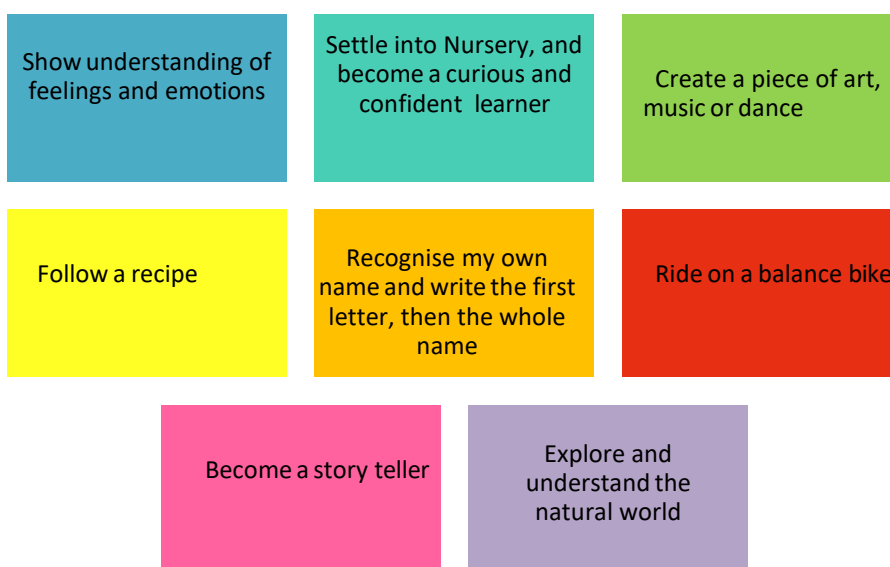 Show understanding of
feelings and emotions
Settle into Nursery, and
become a curious and
confident learner
Create a piece of art,
music or dance
Follow a recipe
Recognise my own
name and write the first
letter, then the whole
name
Ride on a balance bike
Become a story teller
Explore and
understand the
natural world